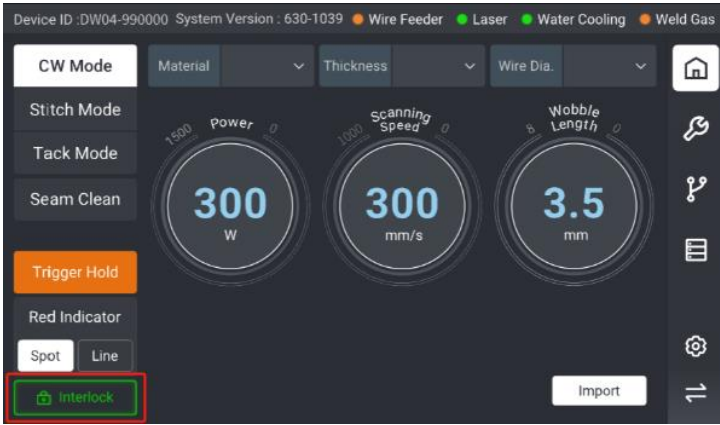 Device ID :DW04-990000 System Version : 630-1039 Wire Feeder Laser Water Cooling Weld Gas
CW Mode
Material
Thickness
Wire Dia.
Stitch Mode
Tack Mode
Seam Clean
Trigger Hold
Red Indicator
Spot Line
Interlock
1500 Power 0
300
W
1000 Scanning Speed 0
300
mm/s
8 Wobble Length 0
3.5
mm
Import